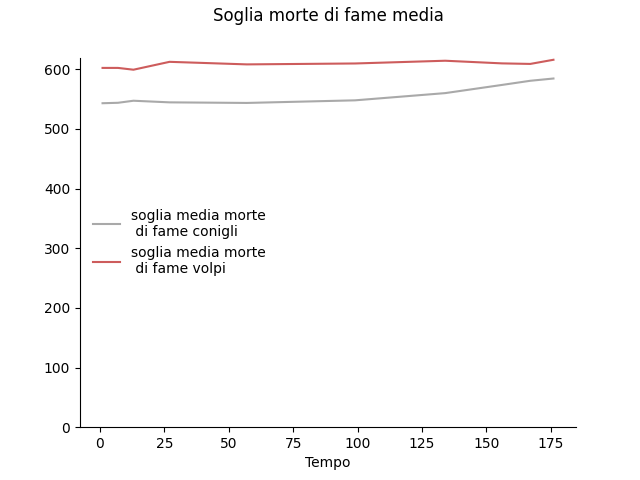 Soglia morte di fame media
600
500
400
300
200
100
0
soglia media morte
di fame conigli
soglia media morte
di fame volpi
0 25 50 75 100 125 150 175
Tempo